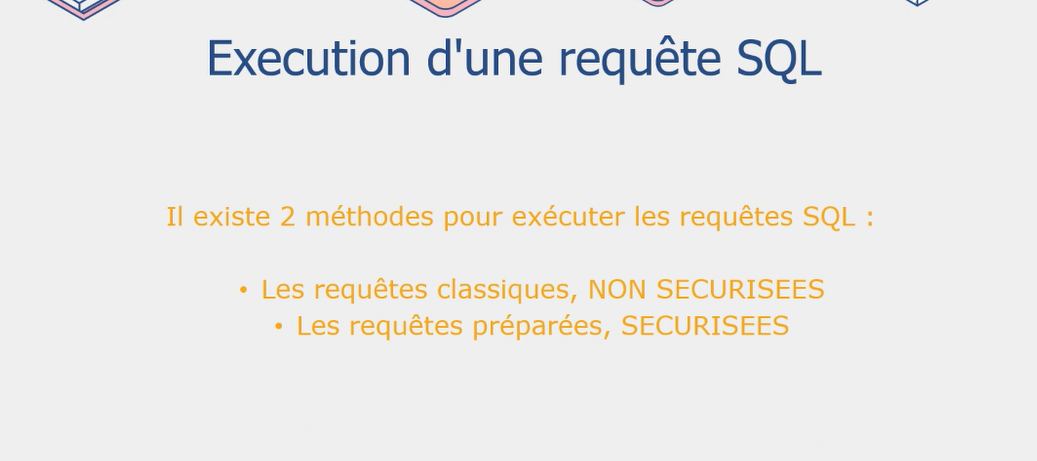 Execution d'une requête SQL
Il existe 2 méthodes pour exécuter les requêtes SQL :
• Les requêtes classiques, NON SECURISEES
• Les requêtes préparées, SECURISEES